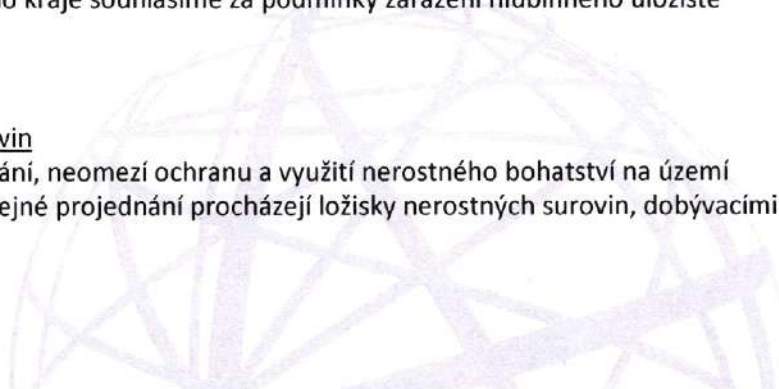 o kraje souhlasíme za podmínky zařazení hlubinného úložiště
vin
ání, neomezí ochranu a využití nerostného bohatství na území
ejné projednání procházejí ložisky nerostných surovin, dobývacími